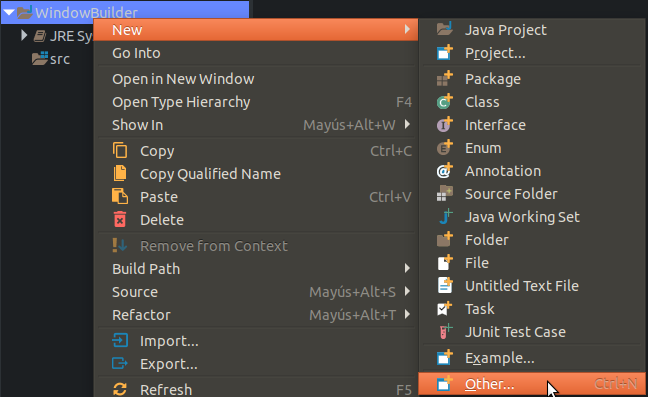 WindowBuilder
JRE Sy
src
New
Go Into
Open in New Window
Open Type Hierarchy F4
Show In Mayús+Alt+W
Copy Ctrl+C
Copy Qualified Name
Paste Ctrl+V
Delete
Remove from Context
Build Path
Source Mayús+Alt+S
Refactor Mayús+Alt+T
Import...
Export...
Refresh F5
Java Project
Project...
Package
Class
Interface
Enum
Annotation
Source Folder
Java Working Set
Folder
File
Untitled Text File
Task
JUnit Test Case
Example...
Other... Ctrl+N